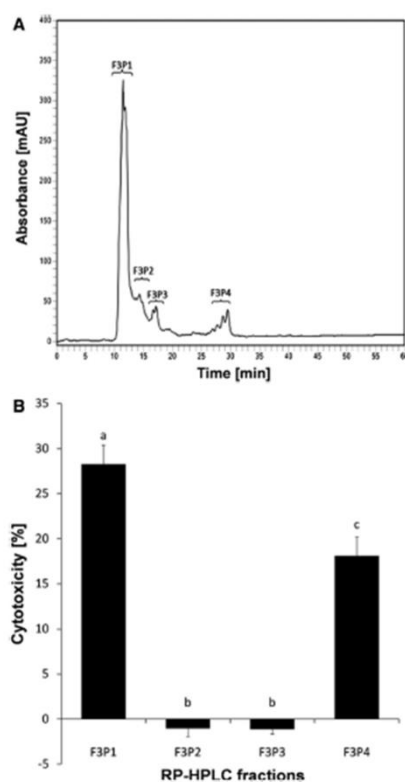 A
400
350
300
250
200
150
100
50
0
Absorbance [mAU]
F3P1
F3P2
F3P3
F3P4
0 5 10 15 20 25 30 35 40 45 50 55 60
Time [min]
B
35
30
25
20
15
10
5
0
-5
Cytotoxicity [%]
a
b
b
c
F3P1 F3P2 F3P3 F3P4
RP-HPLC fractions